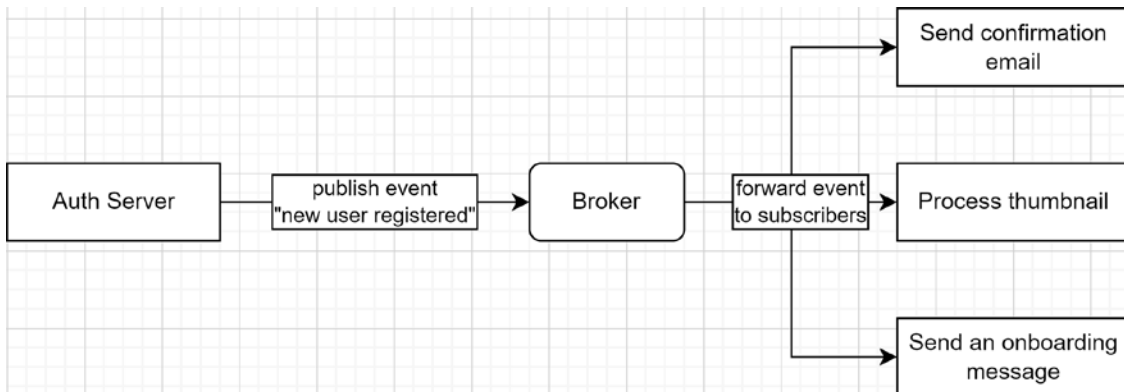 Auth Server
publish event
"new user registered"
Broker
forward event
to subscribers
Send confirmation
email
Process thumbnail
Send an onboarding
message